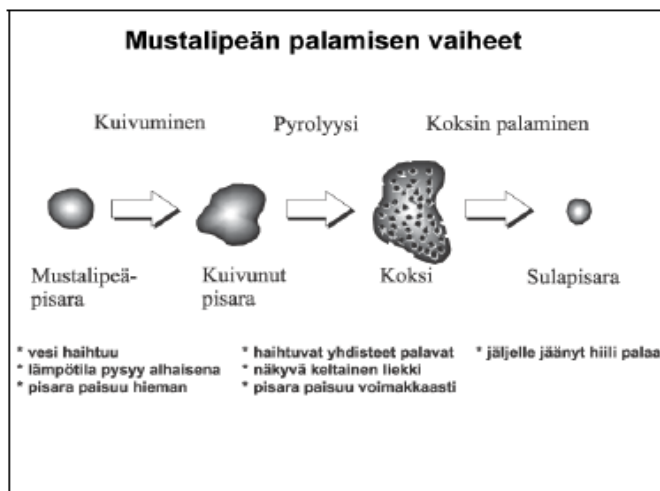 Mustalipeän palamisen vaiheet
Kuivuminen Pyrolyysi Koksin palaminen
Mustalipeä- Kuivunut Koksi Sulapisara
pisara pisara
* vesi haihtuu * haihtuvat yhdisteet palavat * jäljelle jäänyt hiili palaa
* lämpötila pysyy alhaisena * näkyvä keltainen liekki
* pisara paisuu hieman * pisara paisuu voimakkaasti